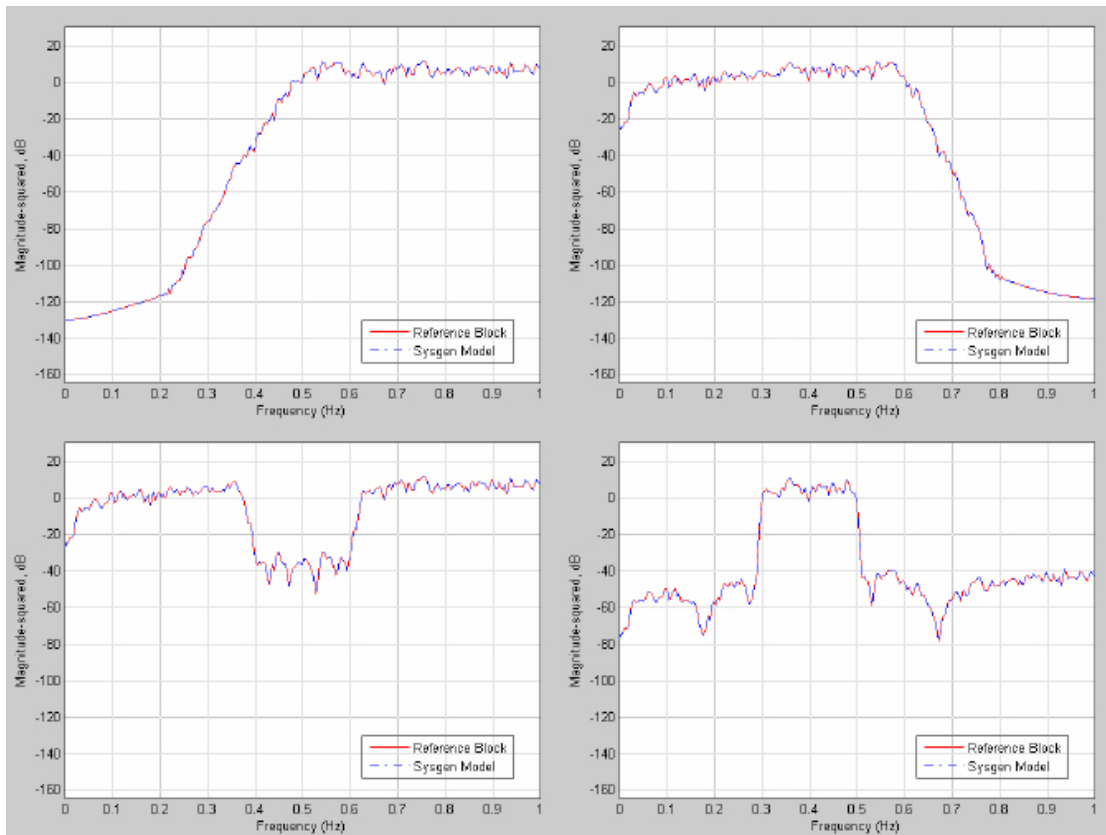 20
0
-20
-40
-60
-80
-100
-120
-140
-160
Magnitude-squared, dB
Reference Block
Sysgen Model
0 0.1 0.2 0.3 0.4 0.5 0.6 0.7 0.8 0.9 1
Frequency (Hz)
20
0
-20
-40
-60
-80
-100
-120
-140
-160
Magnitude-squared, dB
Reference Block
Sysgen Model
0 0.1 0.2 0.3 0.4 0.5 0.6 0.7 0.8 0.9 1
Frequency (Hz)
20
0
-20
-40
-60
-80
-100
-120
-140
-160
Magnitude-squared, dB
Reference Block
Sysgen Model
0 0.1 0.2 0.3 0.4 0.5 0.6 0.7 0.8 0.9 1
Frequency (Hz)
20
0
-20
-40
-60
-80
-100
-120
-140
-160
Magnitude-squared, dB
Reference Block
Sysgen Model
0 0.1 0.2 0.3 0.4 0.5 0.6 0.7 0.8 0.9 1
Frequency (Hz)